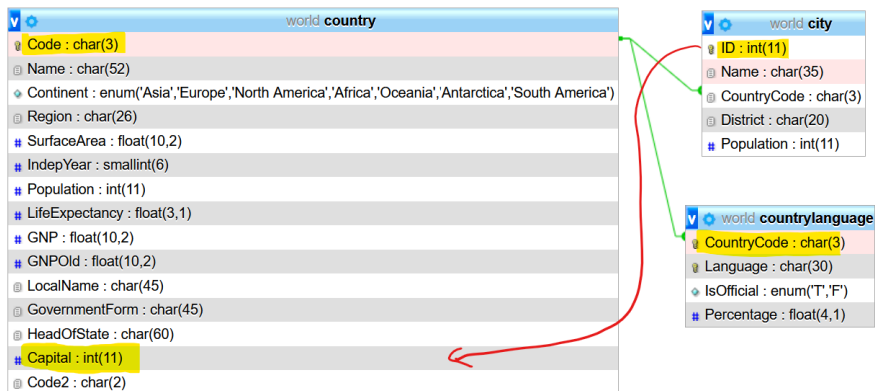 world country
Code : char(3)
Name : char(52)
Continent : enum('Asia','Europe','North America','Africa','Oceania','Antarctica','South America')
Region : char(26)
SurfaceArea : float(10,2)
IndepYear : smallint(6)
Population : int(11)
LifeExpectancy : float(3,1)
GNP : float(10,2)
GNPOld : float(10,2)
LocalName : char(45)
GovernmentForm : char(45)
HeadOfState : char(60)
Capital : int(11)
Code2 : char(2)
world city
ID : int(11)
Name : char(35)
CountryCode : char(3)
District : char(20)
Population : int(11)
world countrylanguage
CountryCode : char(3)
Language : char(30)
IsOfficial : enum('T','F')
Percentage : float(4,1)